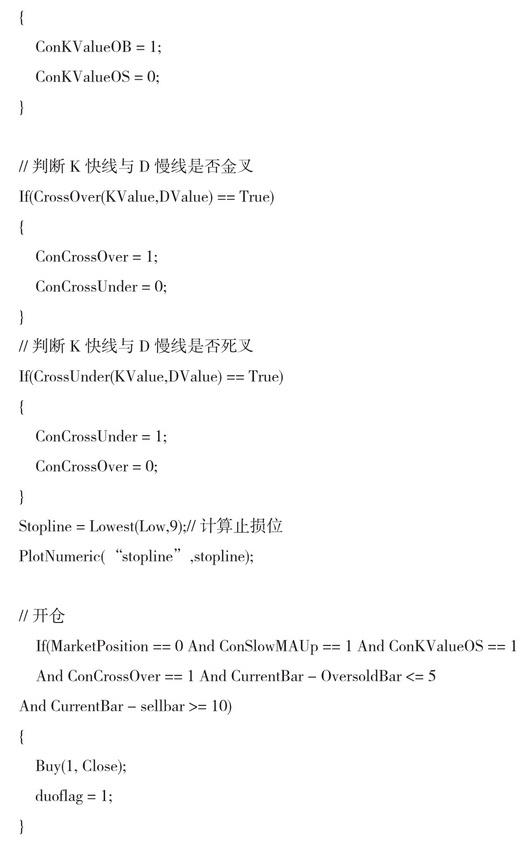 {
ConKValueOB = 1;
ConKValueOS = 0;
}
// 判断 K 快线与 D 慢线是否金叉
If(CrossOver(KValue,DValue) == True)
{
ConCrossOver = 1;
ConCrossUnder = 0;
}
// 判断 K 快线与 D 慢线是否死叉
If(CrossUnder(KValue,DValue) == True)
{
ConCrossUnder = 1;
ConCrossOver = 0;
}
Stopline = Lowest(Low,9);// 计算止损位
PlotNumeric(“stopline”,stopline);
// 开仓
If(MarketPosition == 0 And ConSlowMAUp == 1 And ConKValueOS == 1
And ConCrossOver == 1 And CurrentBar – OversoldBar <= 5
And CurrentBar – sellbar >= 10)
{
Buy(1, Close);
duoflag = 1;
}